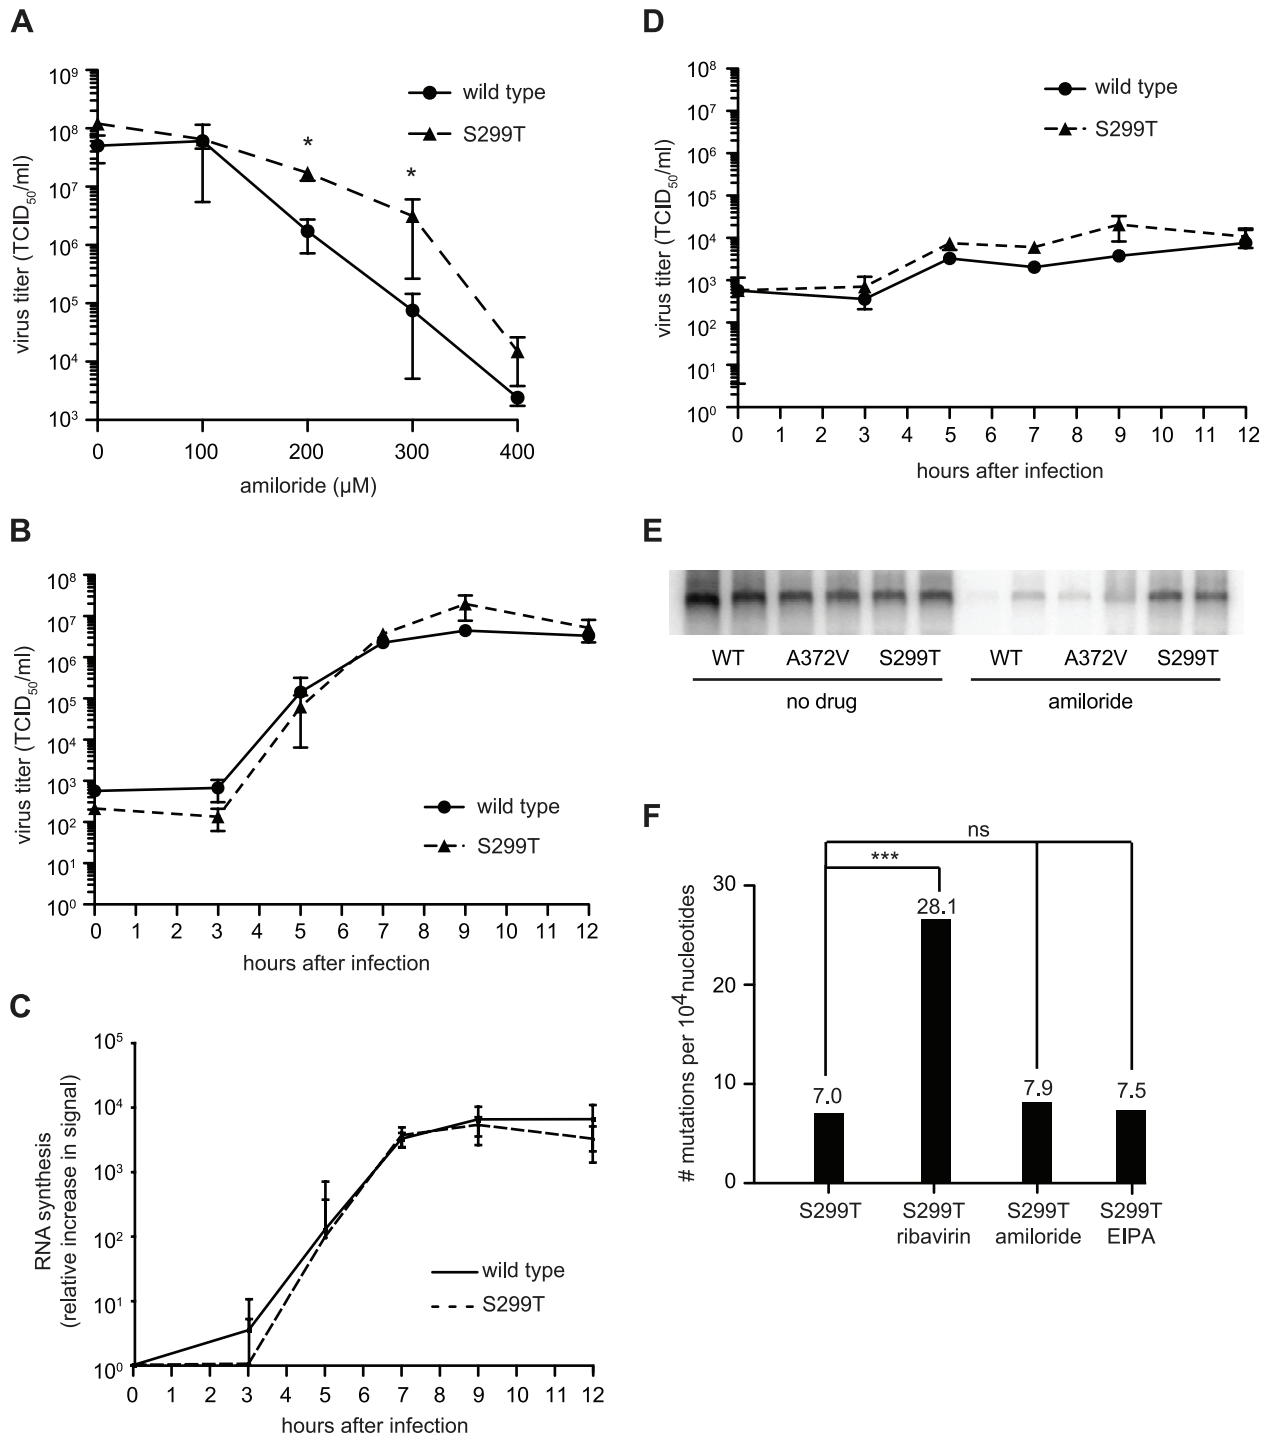 A
10⁹
10⁸
10⁷
10⁶
10⁵
10⁴
10³
virus titer (TCID₅₀/ml)
wild type
S299T
*
*
0
100
200
300
400
amiloride (µM)
B
10⁸
10⁷
10⁶
10⁵
10⁴
10³
10²
10¹
10⁰
virus titer (TCID₅₀/ml)
wild type
S299T
0 1 2 3 4 5 6 7 8 9 10 11 12
hours after infection
C
10⁵
10⁴
10³
10²
10¹
10⁰
RNA synthesis
(relative increase in signal)
wild type
S299T
0 1 2 3 4 5 6 7 8 9 10 11 12
hours after infection
D
10⁸
10⁷
10⁶
10⁵
10⁴
10³
10²
10¹
10⁰
virus titer (TCID₅₀/ml)
wild type
S299T
0 1 2 3 4 5 6 7 8 9 10 11 12
hours after infection
E
WT A372V S299T WT A372V S299T
no drug amiloride
F
ns
***
30
20
10
0
# mutations per 10⁴nucleotides
7.0
28.1
7.9
7.5
S299T
S299T
ribavirin
S299T
amiloride
S299T
EIPA